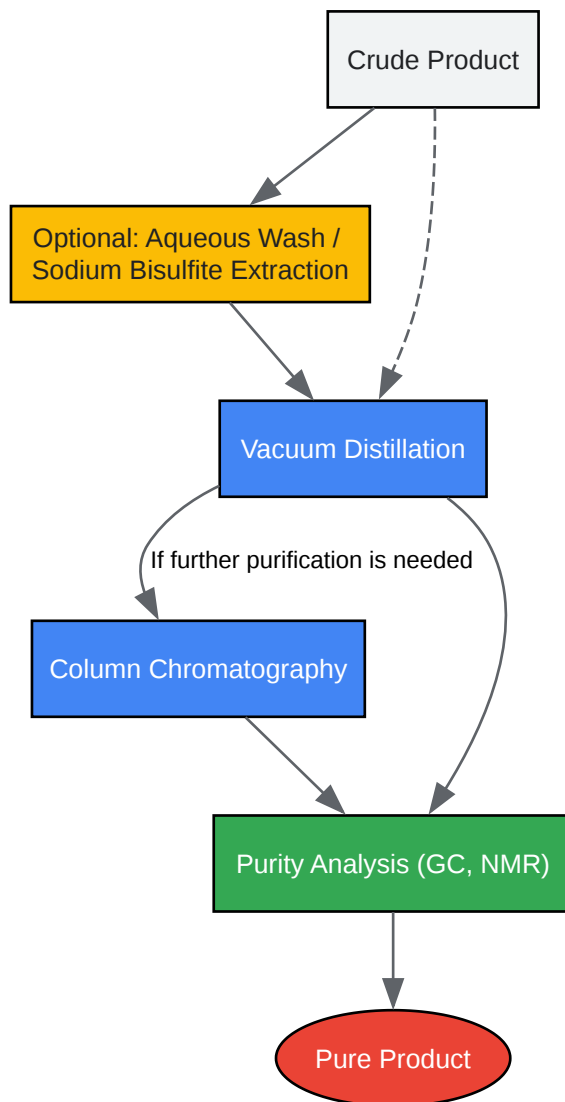 Crude Product
Optional: Aqueous Wash /
Sodium Bisulfite Extraction
Vacuum Distillation
If further purification is needed
Column Chromatography
Purity Analysis (GC, NMR)
Pure Product